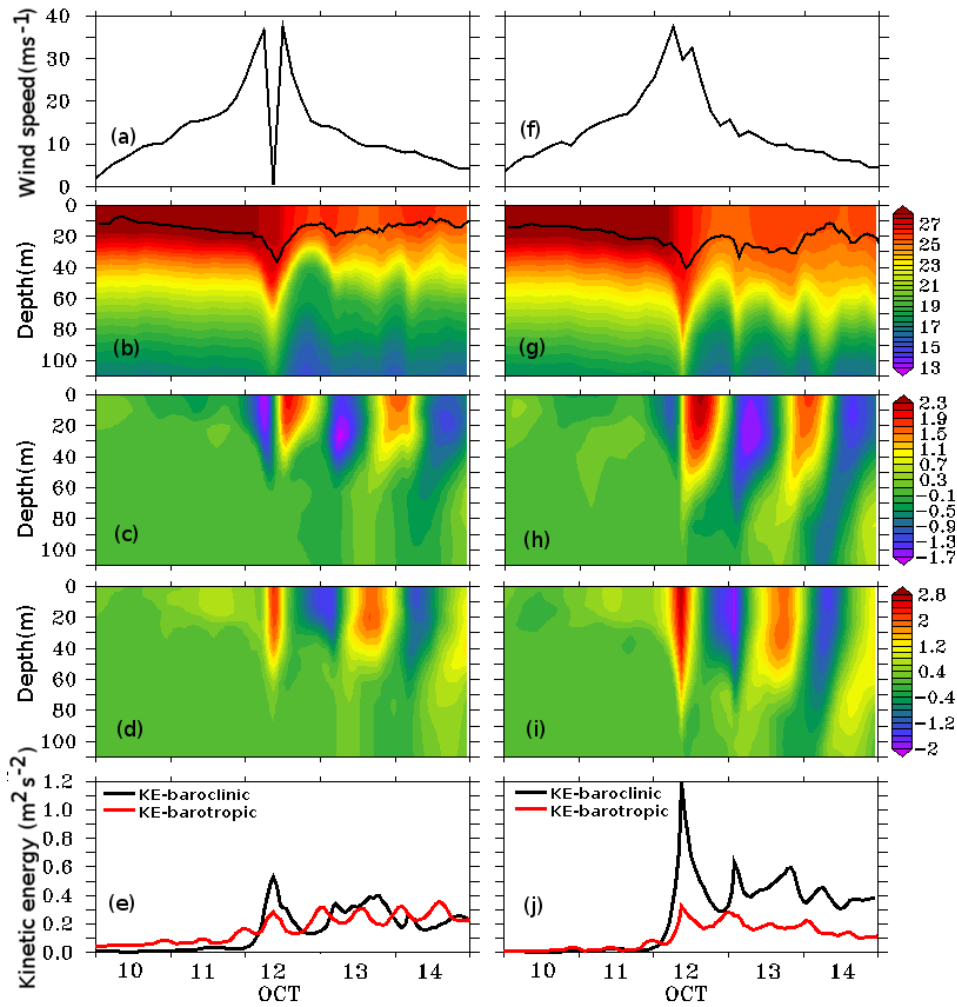 Wind speed(ms⁻¹)
40
30
20
10
0
(a)
(f)
Depth(m)
0
20
40
60
80
100
(b)
(g)
27
25
23
21
19
17
15
13
Depth(m)
0
20
40
60
80
100
(c)
(h)
2.3
1.9
1.5
1.1
0.7
0.3
-0.1
-0.5
-0.9
-1.3
-1.7
Depth(m)
0
20
40
60
80
100
(d)
(i)
2.8
2
1.2
0.4
-0.4
-1.2
-2
Kinetic energy (m² s⁻²)
1.2
1.0
0.8
0.6
0.4
0.2
0.0
KE-baroclinic
KE-barotropic
(e)
KE-baroclinic
KE-barotropic
(j)
10 11 12 13 14
OCT
10 11 12 13 14
OCT